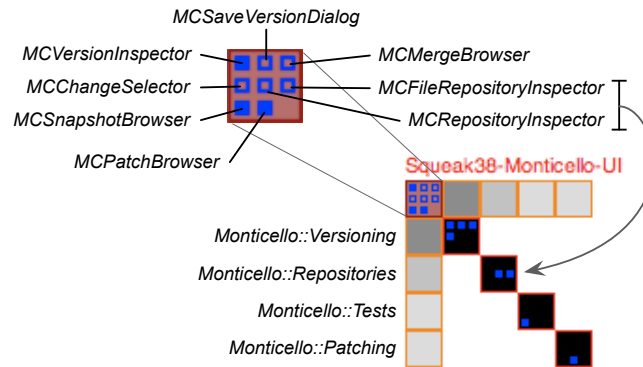 MCSaveVersionDialog
MCVersionInspector
MCMergeBrowser
MCChangeSelector
MCFileRepositoryInspector
MCSnapshotBrowser
MCRepositoryInspector
MCPatchBrowser
Squeak38-Monticello-UI
Monticello::Versioning
Monticello::Repositories
Monticello::Tests
Monticello::Patching